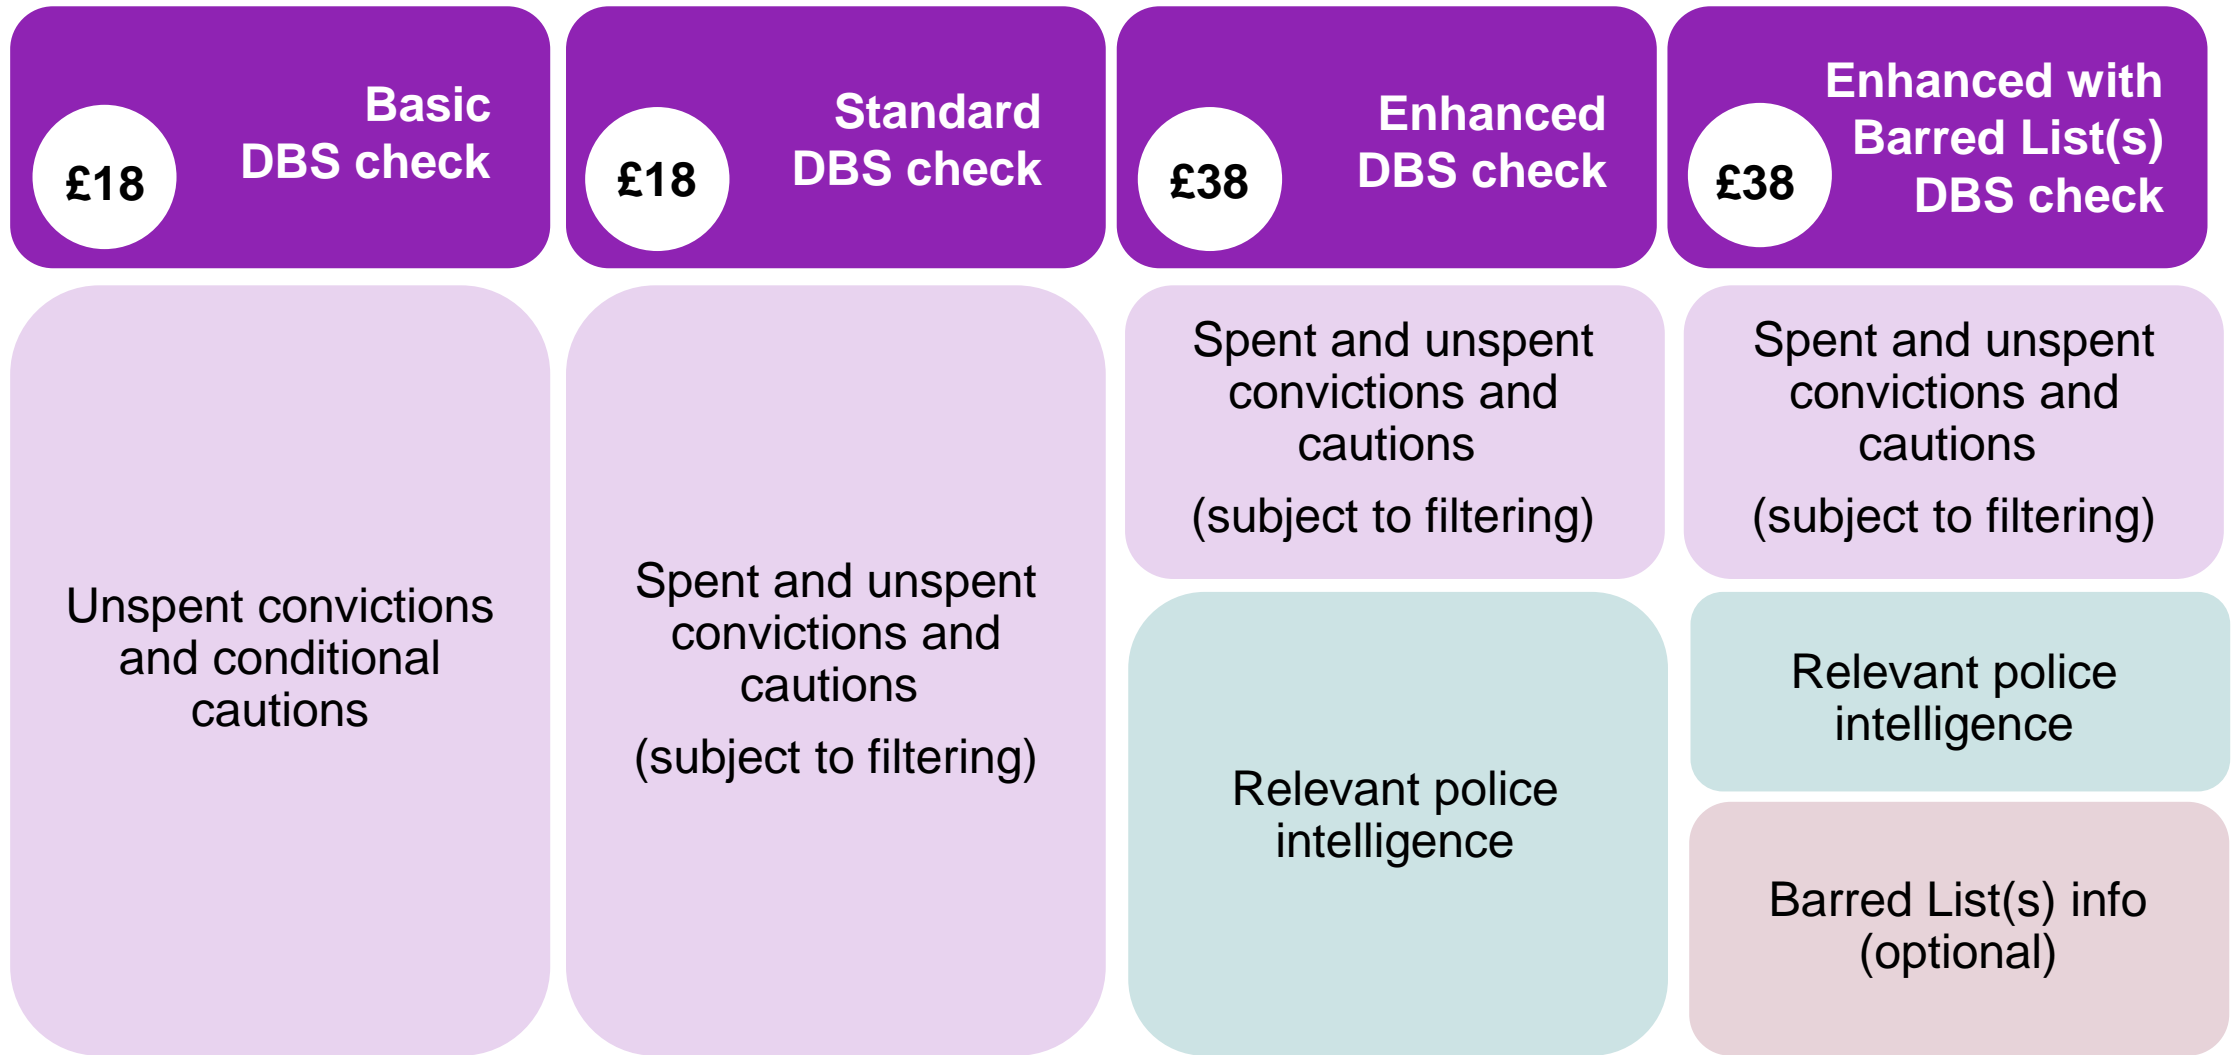 Basic
DBS check
£18
Standard
DBS check
£18
Enhanced
DBS check
£38
Enhanced with
Barred List(s)
DBS check
£38
Unspent convictions
and conditional
cautions
Spent and unspent
convictions and
cautions
(subject to filtering)
Spent and unspent
convictions and
cautions
(subject to filtering)
Relevant police
intelligence
Spent and unspent
convictions and
cautions
(subject to filtering)
Relevant police
intelligence
Barred List(s) info
(optional)